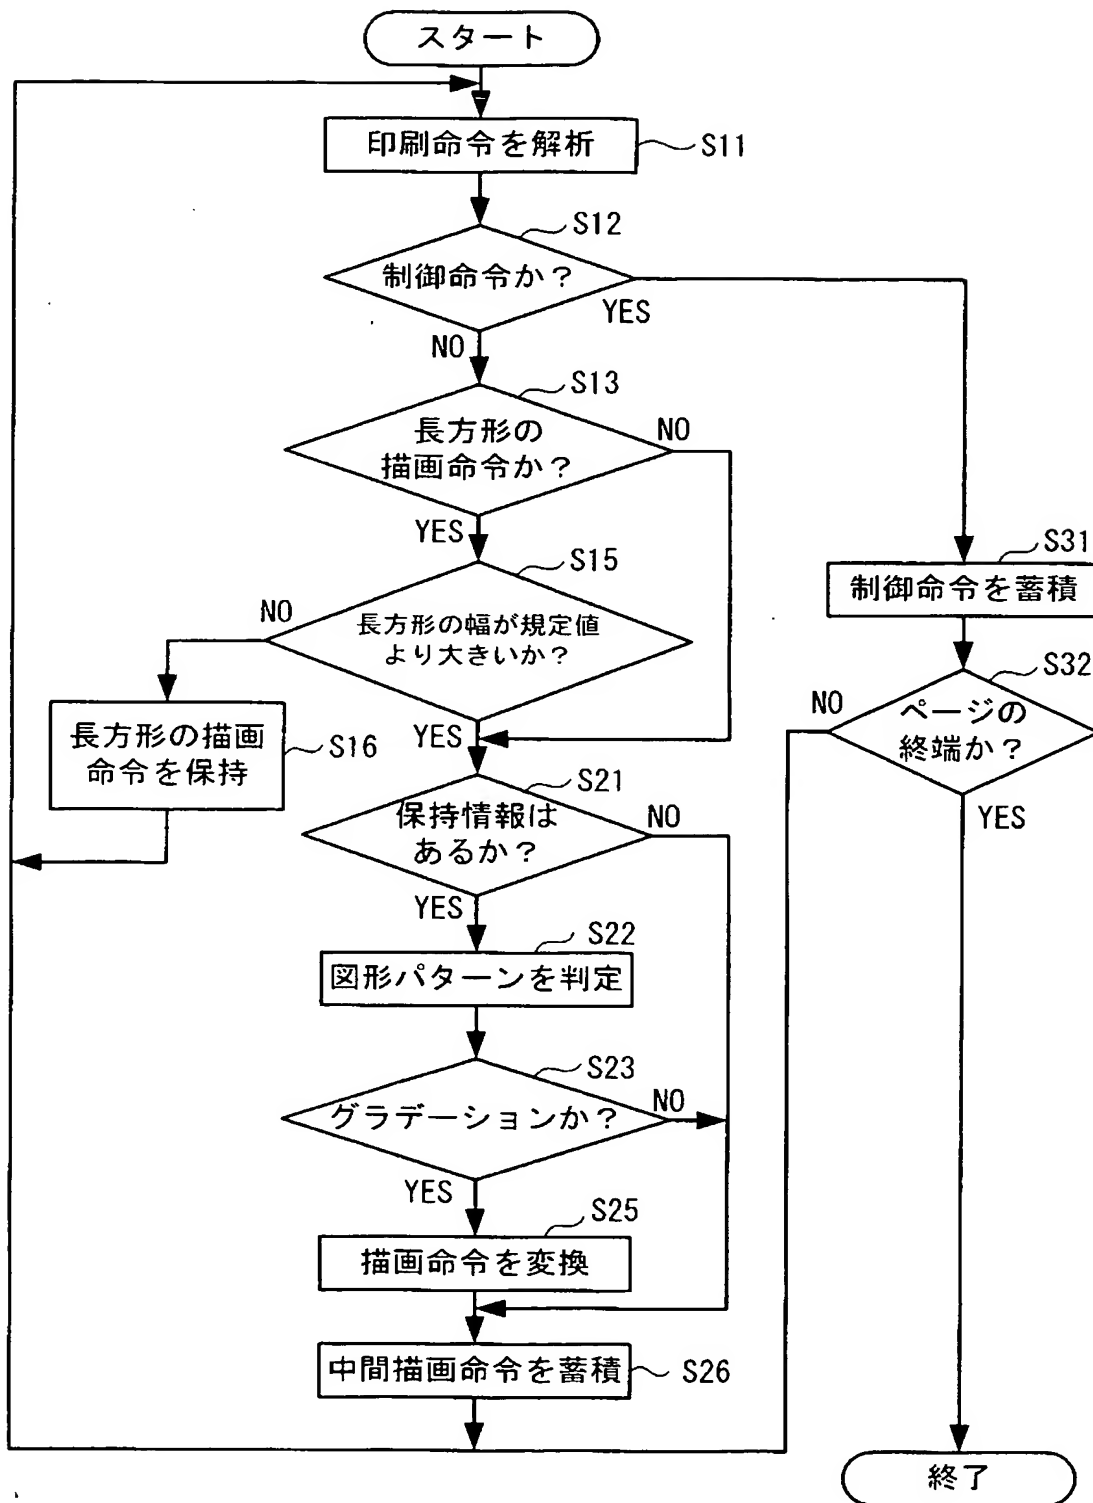 スタート
印刷命令を解析
S11
S12
制御命令か?
YES
NO
S13
長方形の
描画命令か?
NO
YES
S15
NO
長方形の幅が規定値
より大きいか?
YES
長方形の描画
命令を保持
S16
S21
保持情報は
あるか?
NO
YES
S22
図形パターンを判定
S23
グラデーションか?
NO
YES
S25
描画命令を変換
中間描画命令を蓄積
S26
S31
制御命令を蓄積
S32
NO
ページの
終端か?
YES
終了